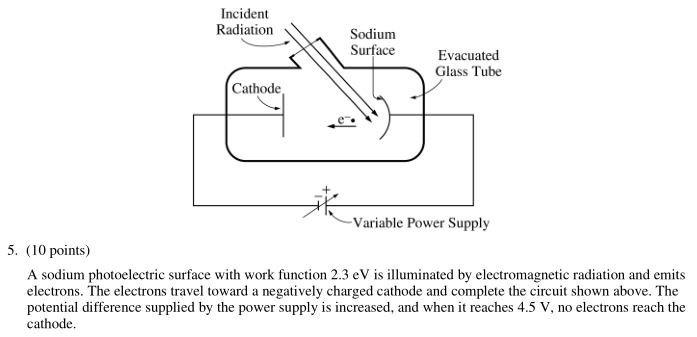 Incident
Radiation
Sodium
Surface
Evacuated
Glass Tube
Cathode
e⁻
− +
Variable Power Supply
5. (10 points)
A sodium photoelectric surface with work function 2.3 eV is illuminated by electromagnetic radiation and emits
electrons. The electrons travel toward a negatively charged cathode and complete the circuit shown above. The
potential difference supplied by the power supply is increased, and when it reaches 4.5 V, no electrons reach the
cathode.